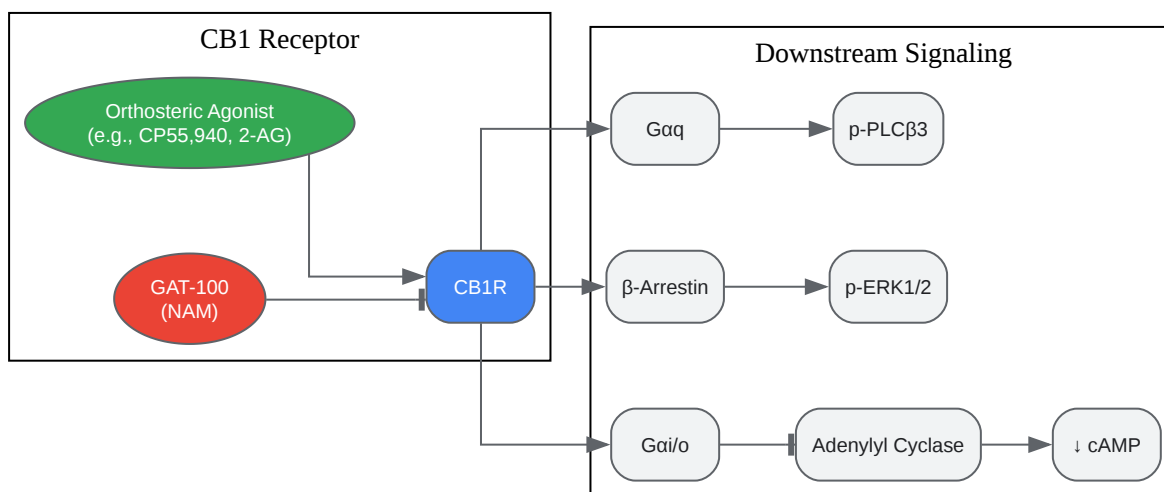 CB1 Receptor
Orthosteric Agonist
(e.g., CP55,940, 2-AG)
GAT-100
(NAM)
CB1R
Downstream Signaling
Gαq
p-PLCβ3
β-Arrestin
p-ERK1/2
Gαi/o
Adenylyl Cyclase
↓ cAMP